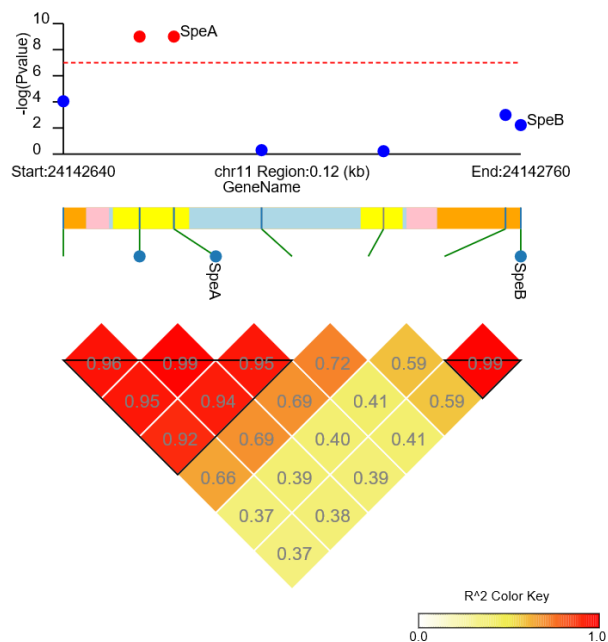 10
8
6
4
2
0
-log(Pvalue)
SpeA
SpeB
Start:24142640
chr11 Region:0.12 (kb)
End:24142760
GeneName
SpeA
SpeB
0.96 0.99 0.95 0.72 0.59 0.99
0.95 0.94 0.69 0.41 0.59
0.92 0.69 0.40 0.41
0.66 0.39 0.39
0.37 0.38
0.37
R^2 Color Key
0.0 1.0